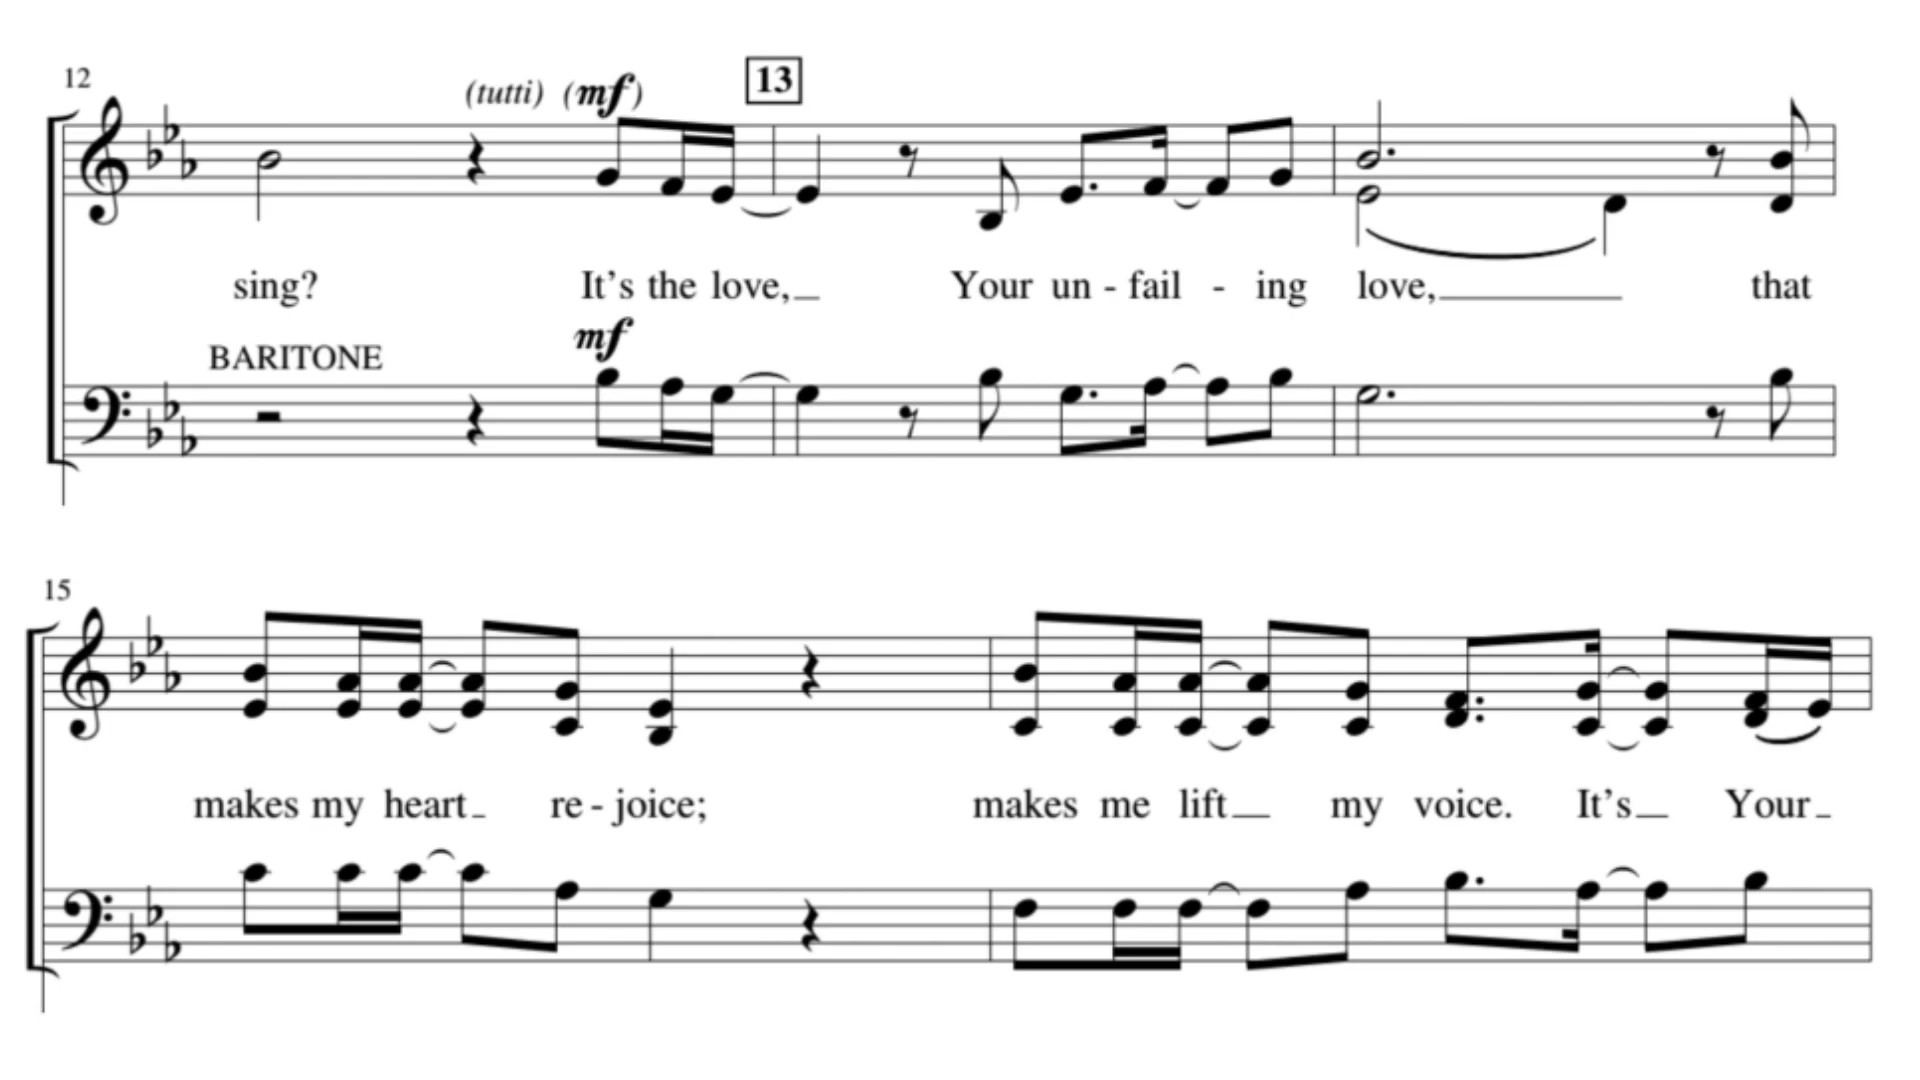 12 (tutti) (mf) 13
sing? It's the love, Your un - fail - ing love, that
mf
BARITONE
15
makes my heart re - joice; makes me lift my voice. It's Your